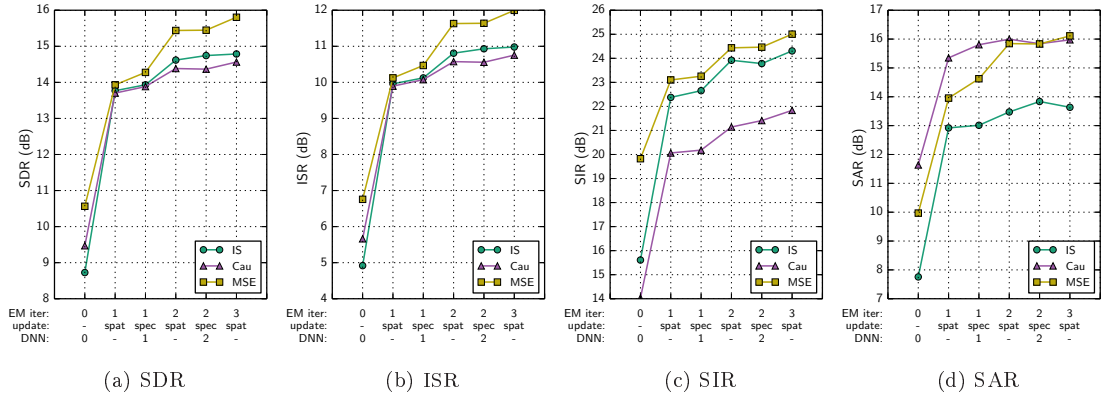 SDR (dB)
16
15
14
13
12
11
10
9
8
IS
Cau
MSE
EM iter: 0 1 1 2 2 3
update: - spat spec spat spec spat
DNN: 0 - 1 - 2 -
(a) SDR
ISR (dB)
12
11
10
9
8
7
6
5
4
IS
Cau
MSE
0 1 1 2 2 3
- spat spec spat spec spat
0 - 1 - 2 -
(b) ISR
SIR (dB)
26
25
24
23
22
21
20
19
18
17
16
15
14
IS
Cau
MSE
0 1 1 2 2 3
- spat spec spat spec spat
0 - 1 - 2 -
(c) SIR
SAR (dB)
17
16
15
14
13
12
11
10
9
8
7
IS
Cau
MSE
0 1 1 2 2 3
- spat spec spat spec spat
0 - 1 - 2 -
(d) SAR